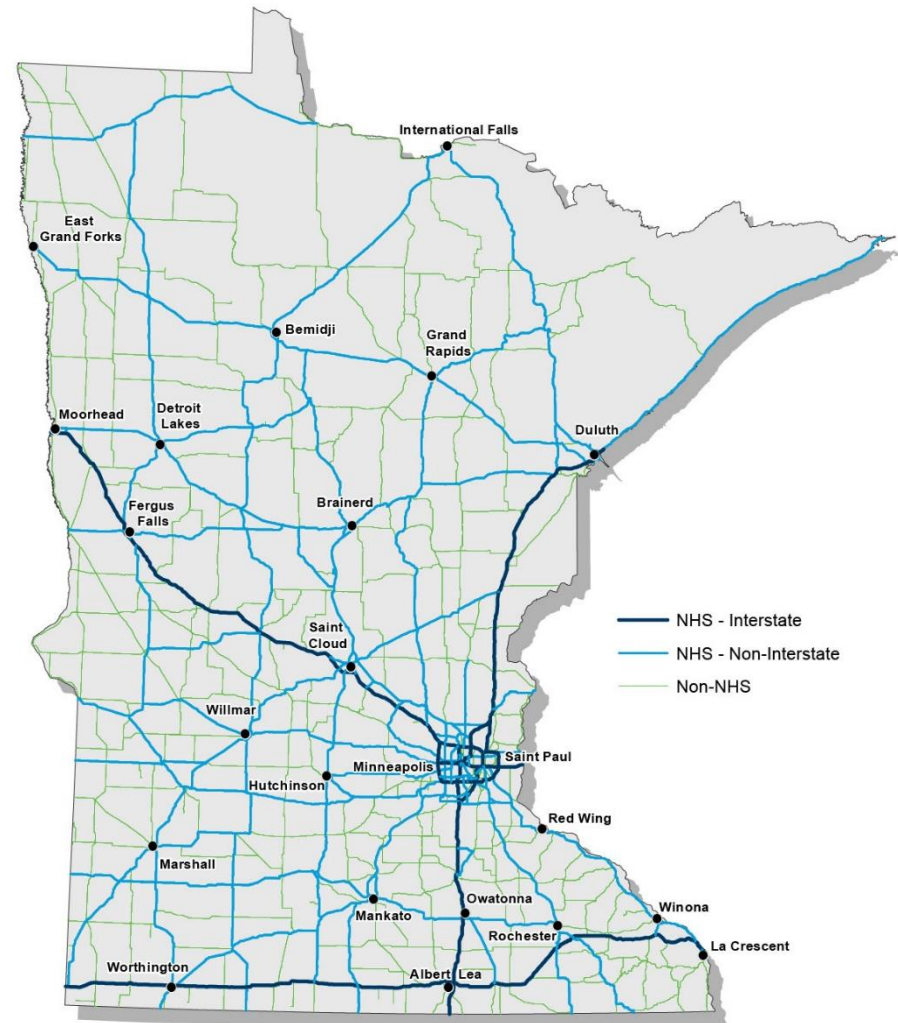 International Falls
East
Grand Forks
Bemidji
Grand
Rapids
Moorhead
Detroit
Lakes
Duluth
Fergus
Falls
Brainerd
NHS - Interstate
NHS - Non-Interstate
Non-NHS
Saint
Cloud
Willmar
Minneapolis
Saint Paul
Hutchinson
Red Wing
Marshall
Mankato
Owatonna
Winona
Rochester
La Crescent
Worthington
Albert Lea